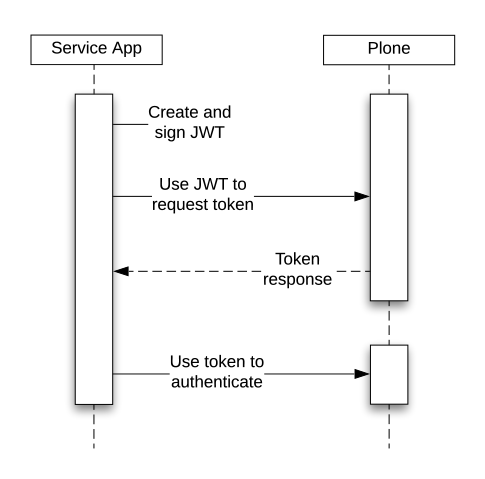 Service App
Plone
Create and
sign JWT
Use JWT to
request token
Token
response
Use token to
authenticate